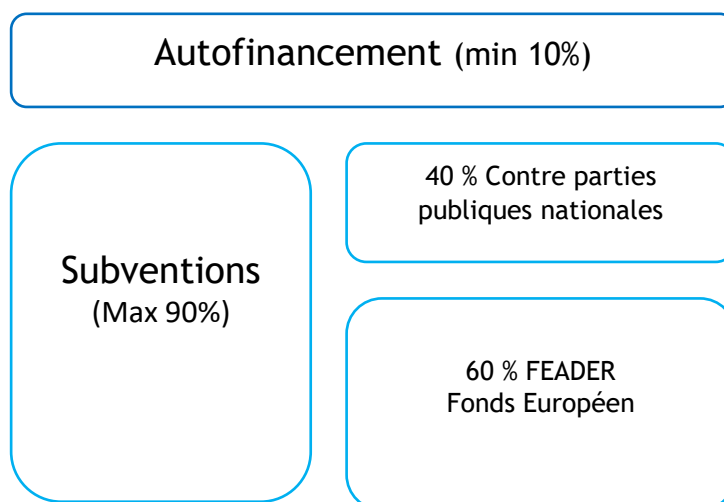 Autofinancement (min 10%)
Subventions
(Max 90%)
40 % Contre parties
publiques nationales
60 % FEADER
Fonds Européen